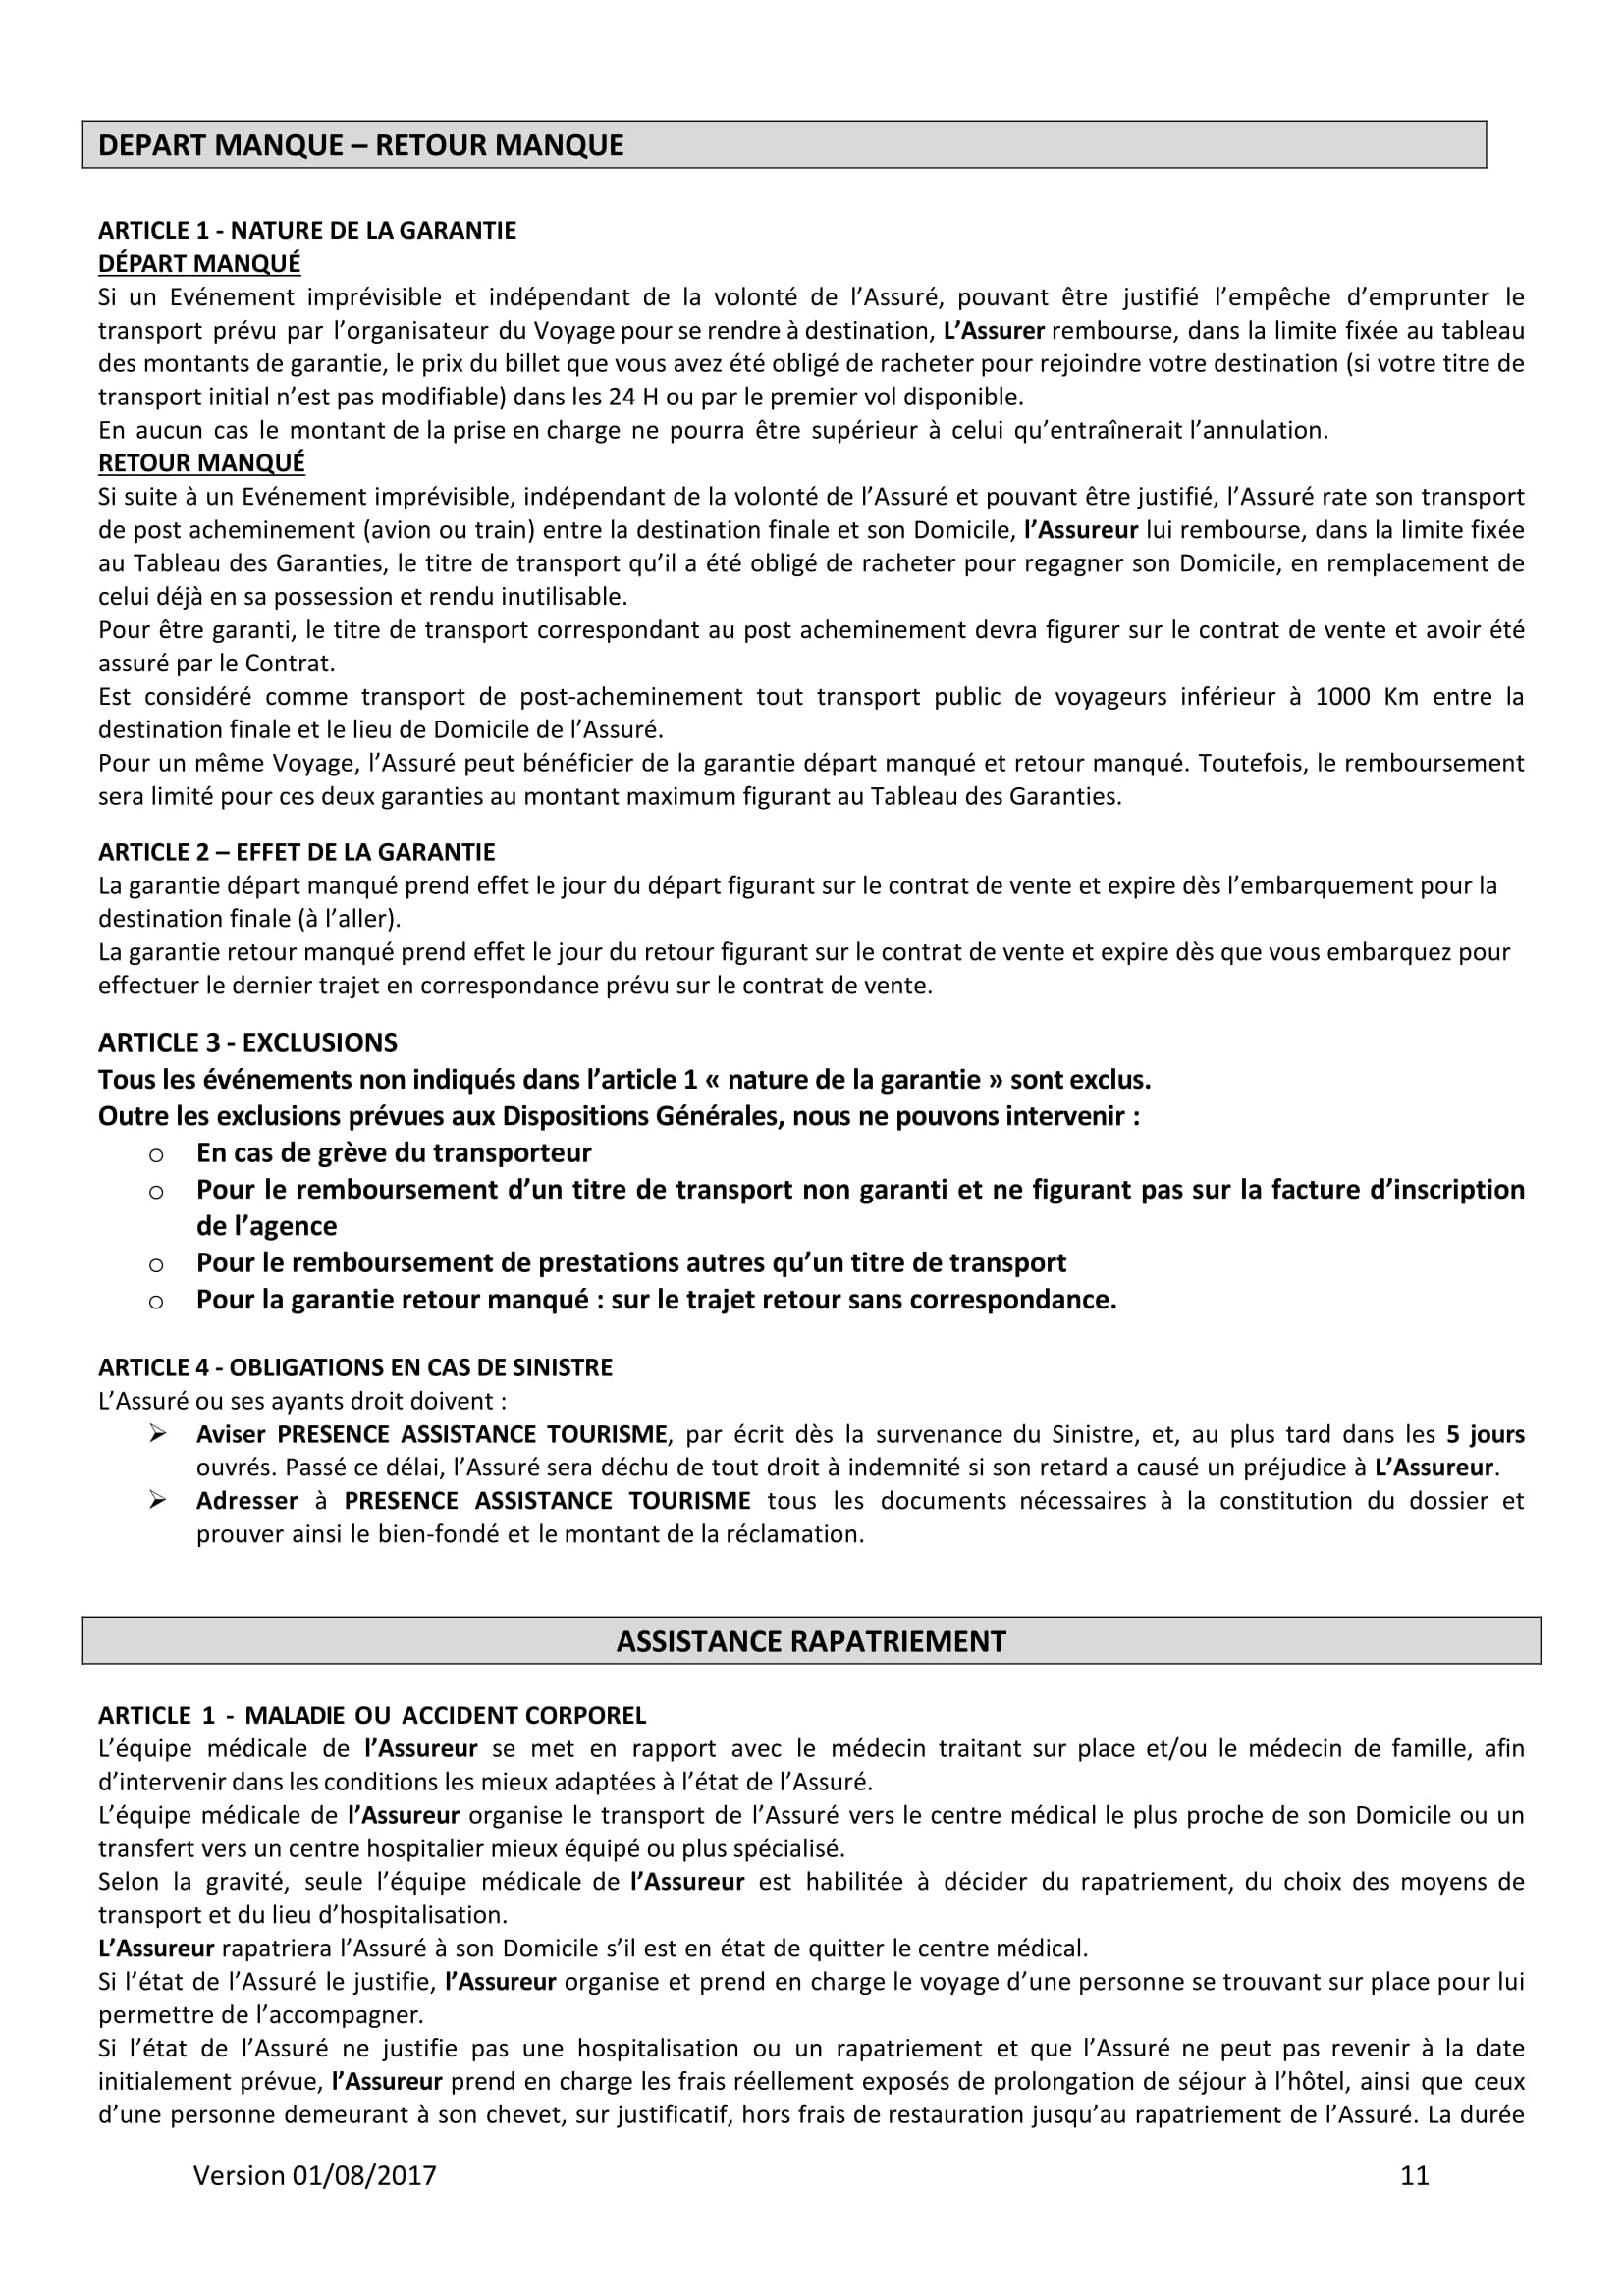 DEPART MANQUE – RETOUR MANQUE
ARTICLE 1 - NATURE DE LA GARANTIE
DÉPART MANQUÉ
Si un Evénement imprévisible et indépendant de la volonté de l’Assuré, pouvant être justifié l’empêche d’emprunter le
transport prévu par l’organisateur du Voyage pour se rendre à destination, L’Assurer rembourse, dans la limite fixée au tableau
des montants de garantie, le prix du billet que vous avez été obligé de racheter pour rejoindre votre destination (si votre titre de
transport initial n’est pas modifiable) dans les 24 H ou par le premier vol disponible.
En aucun cas le montant de la prise en charge ne pourra être supérieur à celui qu’entraînerait l’annulation.
RETOUR MANQUÉ
Si suite à un Evénement imprévisible, indépendant de la volonté de l’Assuré et pouvant être justifié, l’Assuré rate son transport
de post acheminement (avion ou train) entre la destination finale et son Domicile, l’Assureur lui rembourse, dans la limite fixée
au Tableau des Garanties, le titre de transport qu’il a été obligé de racheter pour regagner son Domicile, en remplacement de
celui déjà en sa possession et rendu inutilisable.
Pour être garanti, le titre de transport correspondant au post acheminement devra figurer sur le contrat de vente et avoir été
assuré par le Contrat.
Est considéré comme transport de post-acheminement tout transport public de voyageurs inférieur à 1000 Km entre la
destination finale et le lieu de Domicile de l’Assuré.
Pour un même Voyage, l’Assuré peut bénéficier de la garantie départ manqué et retour manqué. Toutefois, le remboursement
sera limité pour ces deux garanties au montant maximum figurant au Tableau des Garanties.
ARTICLE 2 – EFFET DE LA GARANTIE
La garantie départ manqué prend effet le jour du départ figurant sur le contrat de vente et expire dès l’embarquement pour la
destination finale (à l’aller).
La garantie retour manqué prend effet le jour du retour figurant sur le contrat de vente et expire dès que vous embarquez pour
effectuer le dernier trajet en correspondance prévu sur le contrat de vente.
ARTICLE 3 - EXCLUSIONS
Tous les événements non indiqués dans l’article 1 « nature de la garantie » sont exclus.
Outre les exclusions prévues aux Dispositions Générales, nous ne pouvons intervenir :
o En cas de grève du transporteur
o Pour le remboursement d’un titre de transport non garanti et ne figurant pas sur la facture d’inscription
de l’agence
o Pour le remboursement de prestations autres qu’un titre de transport
o Pour la garantie retour manqué : sur le trajet retour sans correspondance.
ARTICLE 4 - OBLIGATIONS EN CAS DE SINISTRE
L’Assuré ou ses ayants droit doivent :
➢ Aviser PRESENCE ASSISTANCE TOURISME, par écrit dès la survenance du Sinistre, et, au plus tard dans les 5 jours
ouvrés. Passé ce délai, l’Assuré sera déchu de tout droit à indemnité si son retard a causé un préjudice à L’Assureur.
➢ Adresser à PRESENCE ASSISTANCE TOURISME tous les documents nécessaires à la constitution du dossier et
prouver ainsi le bien-fondé et le montant de la réclamation.
ASSISTANCE RAPATRIEMENT
ARTICLE 1 - MALADIE OU ACCIDENT CORPOREL
L’équipe médicale de l’Assureur se met en rapport avec le médecin traitant sur place et/ou le médecin de famille, afin
d’intervenir dans les conditions les mieux adaptées à l’état de l’Assuré.
L’équipe médicale de l’Assureur organise le transport de l’Assuré vers le centre médical le plus proche de son Domicile ou un
transfert vers un centre hospitalier mieux équipé ou plus spécialisé.
Selon la gravité, seule l’équipe médicale de l’Assureur est habilitée à décider du rapatriement, du choix des moyens de
transport et du lieu d’hospitalisation.
L’Assureur rapatriera l’Assuré à son Domicile s’il est en état de quitter le centre médical.
Si l’état de l’Assuré le justifie, l’Assureur organise et prend en charge le voyage d’une personne se trouvant sur place pour lui
permettre de l’accompagner.
Si l’état de l’Assuré ne justifie pas une hospitalisation ou un rapatriement et que l’Assuré ne peut pas revenir à la date
initialement prévue, l’Assureur prend en charge les frais réellement exposés de prolongation de séjour à l’hôtel, ainsi que ceux
d’une personne demeurant à son chevet, sur justificatif, hors frais de restauration jusqu’au rapatriement de l’Assuré. La durée
Version 01/08/2017 11